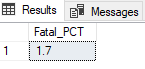 Results Messages
Fatal_PCT
1 1.7